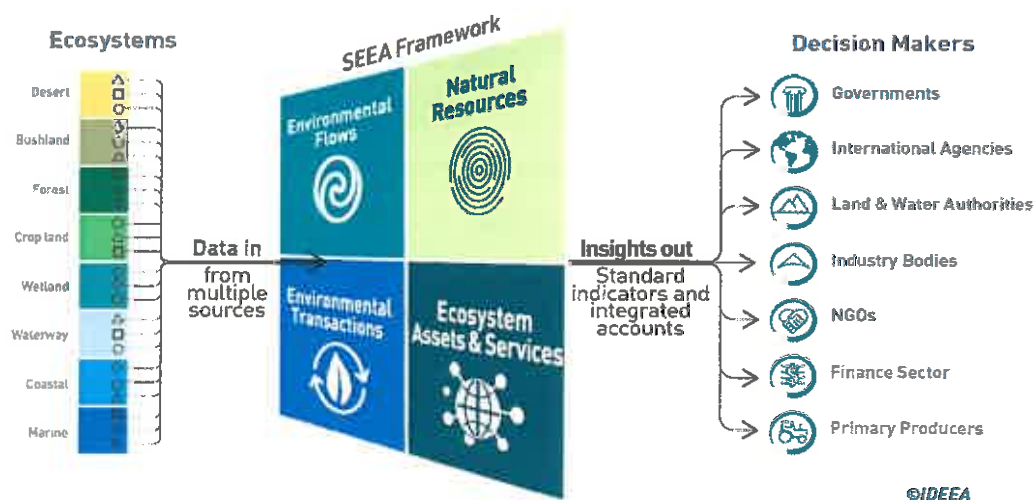 Ecosystems
Desert
Bushland
Forest
Crop land
Wetland
Waterway
Coastal
Marine
Data in
from
multiple
sources
SEEA Framework
Environmental
Flows
Natural
Resources
Environmental
Transactions
Ecosystem
Assets & Services
Insights out
Standard
indicators and
integrated
accounts
Decision Makers
Governments
International Agencies
Land & Water Authorities
Industry Bodies
NGOs
Finance Sector
Primary Producers
©IDEEA